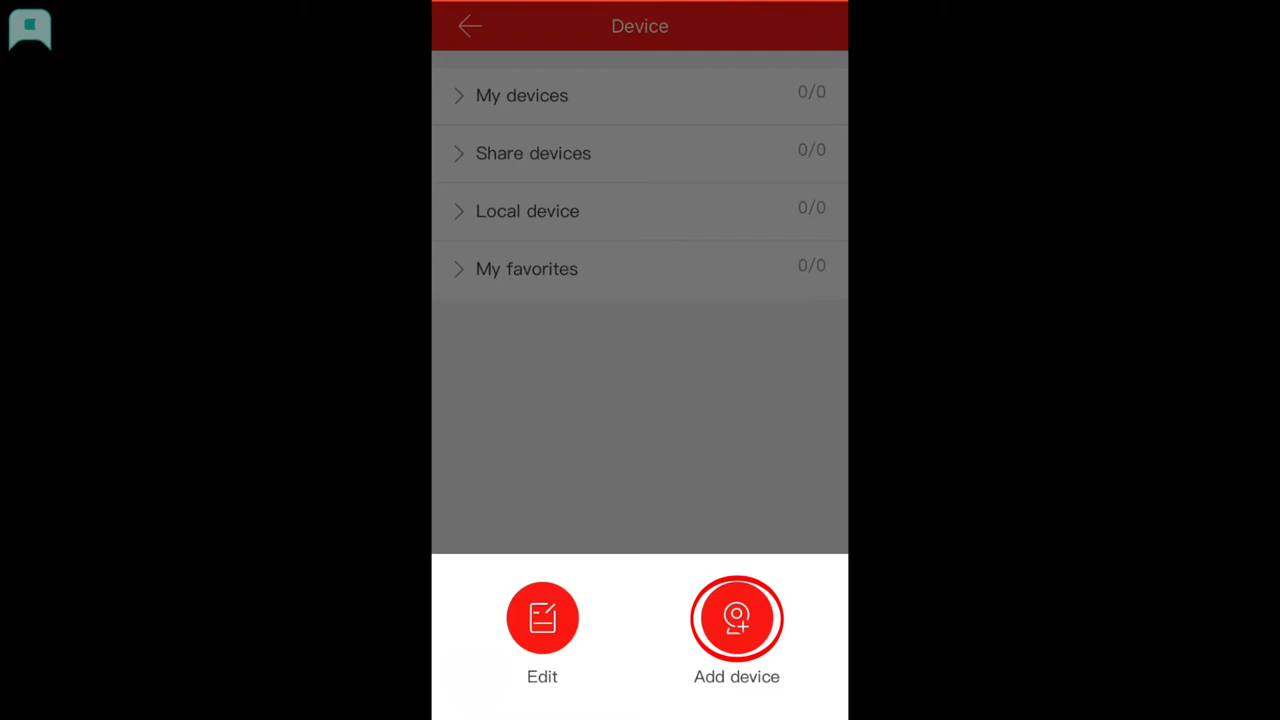 Device
My devices 0/0
Share devices 0/0
Local device 0/0
My favorites 0/0
Edit Add device